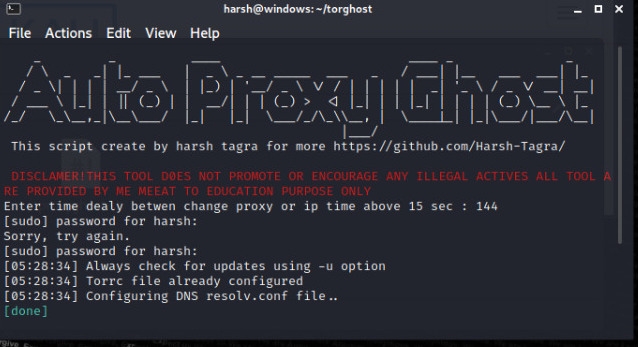 harsh@windows: ~/torghost
File Actions Edit View Help
Auto Proxy Ghost
This script create by harsh tagra for more https://github.com/Harsh-Tagra/
DISCLAMER!THIS TOOL DOES NOT PROMOTE OR ENCOURAGE ANY ILLEGAL ACTIVES ALL TOOL A
RE PROVIDED BY ME MEEAT TO EDUCATION PURPOSE ONLY
Enter time dealy betwen change proxy or ip time above 15 sec : 144
[sudo] password for harsh:
Sorry, try again.
[sudo] password for harsh:
[05:28:34] Always check for updates using -u option
[05:28:34] Torrc file already configured
[05:28:34] Configuring DNS resolv.conf file..
[done]